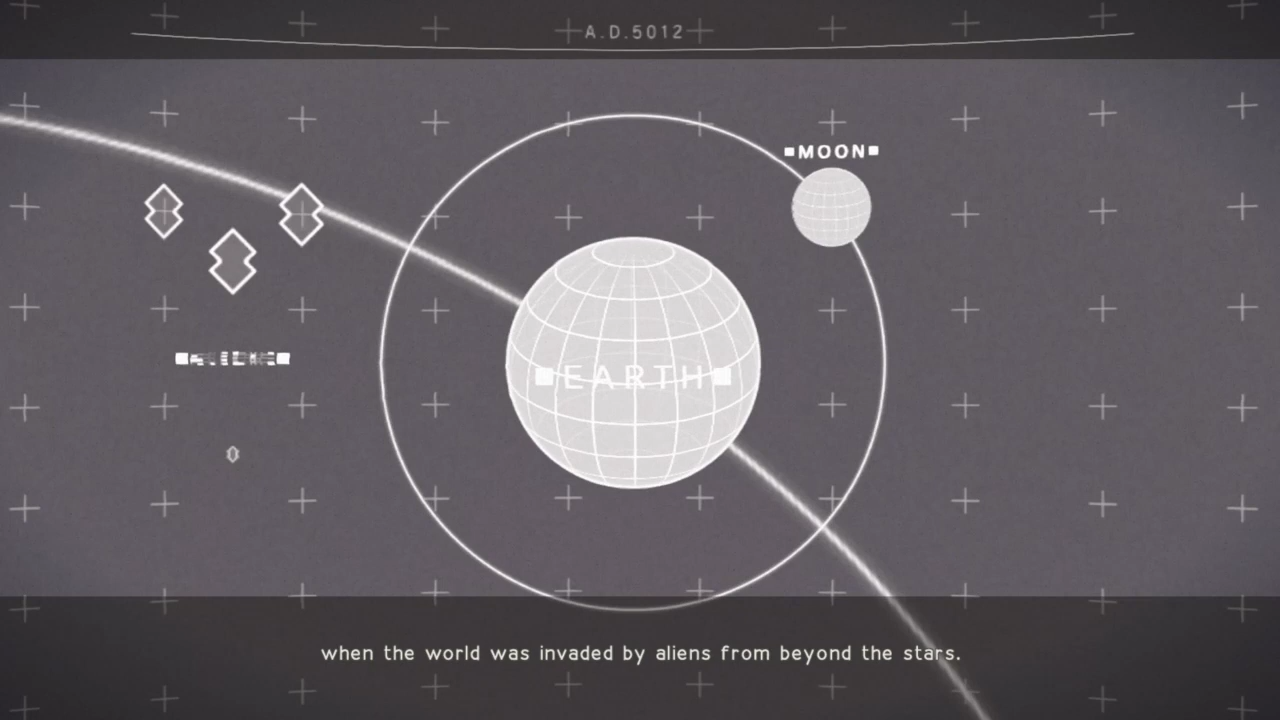 A.D.5012
MOON
EARTH
when the world was invaded by aliens from beyond the stars.